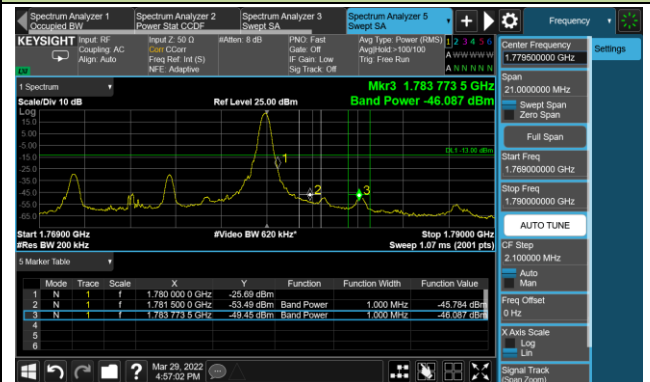 Spectrum Analyzer 1
Occupied BW
Spectrum Analyzer 2
Power Stat CCDF
Spectrum Analyzer 3
Swept SA
Spectrum Analyzer 5
Swept SA
Frequency
KEYSIGHT
Input: RF
Coupling: AC
Align: Auto
Input Z: 50 Ω
Corr CCorr
Freq Ref: Int (S)
NFE: Adaptive
#Atten: 8 dB
PNO: Fast
Gate: Off
IF Gain: Low
Sig Track: Off
Avg Type: Power (RMS)
Avg|Hold:>100/100
Trig: Free Run
1 2 3 4 5 6
A W W W W W
A N N N N N
LVI
1 Spectrum
Scale/Div 10 dB
Ref Level 25.00 dBm
Mkr3 1.783 773 5 GHz
Band Power -46.087 dBm
Log
15.0
5.00
-5.00
-15.0
-25.0
-35.0
-45.0
-55.0
-65.0
DL1 -13.00 dBm
1
2
3
Start 1.76900 GHz
#Res BW 200 kHz
#Video BW 620 kHz*
Stop 1.79000 GHz
Sweep 1.07 ms (2001 pts)
5 Marker Table
Mode Trace Scale X Y Function Function Width Function Value
1 N 1 f 1.780 000 0 GHz -25.69 dBm
2 N 1 f 1.781 500 0 GHz -53.49 dBm Band Power 1.000 MHz -45.784 dBm
3 N 1 f 1.783 773 5 GHz -49.45 dBm Band Power 1.000 MHz -46.087 dBm
4
5
6
Mar 29, 2022
4:57:02 PM
Center Frequency
1.779500000 GHz
Settings
Span
21.0000000 MHz
Swept Span
Zero Span
Full Span
Start Freq
1.769000000 GHz
Stop Freq
1.790000000 GHz
AUTO TUNE
CF Step
2.100000 MHz
Auto
Man
Freq Offset
0 Hz
X Axis Scale
Log
Lin
Signal Track
(Span Zoom)